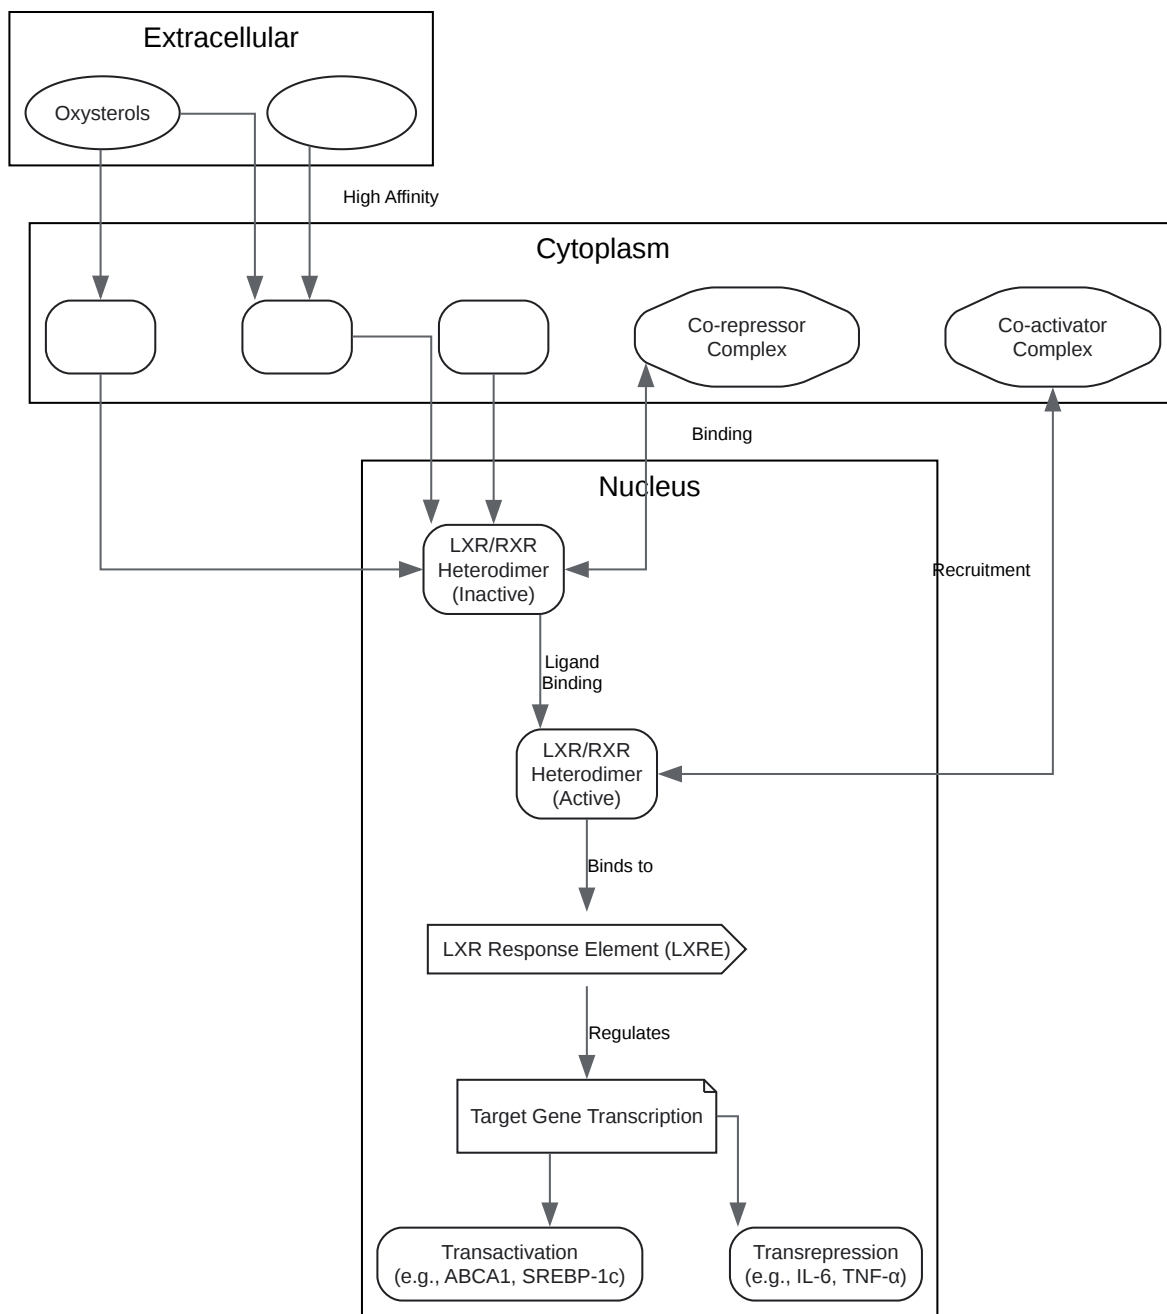 Extracellular
Oxysterols
High Affinity
Cytoplasm
Co-repressor
Complex
Co-activator
Complex
Binding
Nucleus
LXR/RXR
Heterodimer
(Inactive)
Recruitment
Ligand
Binding
LXR/RXR
Heterodimer
(Active)
Binds to
LXR Response Element (LXRE)
Regulates
Target Gene Transcription
Transactivation
(e.g., ABCA1, SREBP-1c)
Transrepression
(e.g., IL-6, TNF-α)